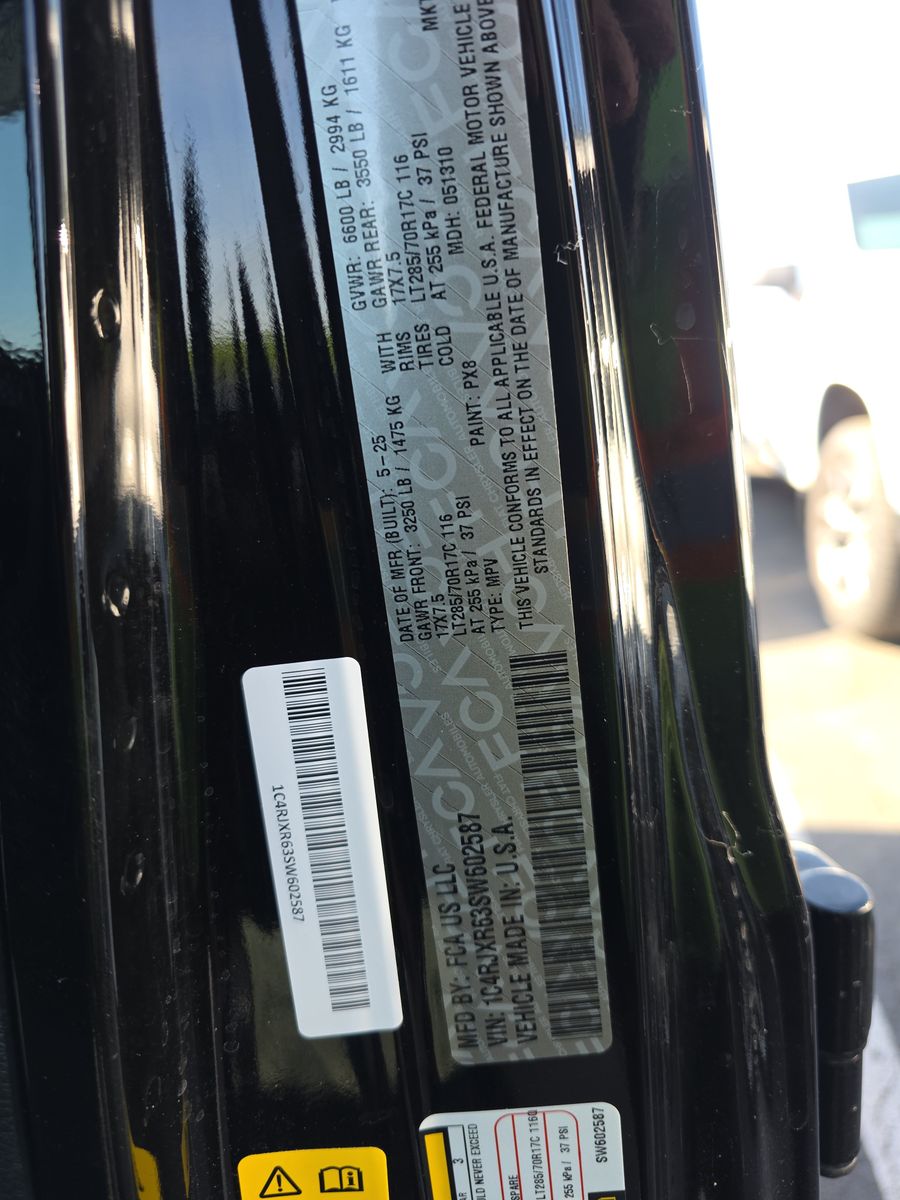 1C4RJXR63SW602587
MFD BY: FCA US LLC
VIN: 1C4RJXR63SW602587
VEHICLE MADE IN: U.S.A.
DATE OF MFR (BUILT): 5-25
GVWR: 6600 LB / 2994 KG
GAWR FRONT: 3250 LB / 1475 KG WITH
GAWR REAR: 3550 LB / 1611 KG
17X7.5 RIMS
17X7.5
LT285/70R17C 116 TIRES
LT285/70R17C 116
AT 255 kPa / 37 PSI COLD
AT 255 kPa / 37 PSI
TYPE: MPV PAINT: PX8
MDH: 051310
THIS VEHICLE CONFORMS TO ALL APPLICABLE U.S.A. FEDERAL MOTOR VEHICLE
STANDARDS IN EFFECT ON THE DATE OF MANUFACTURE SHOWN ABOVE
3
NEVER EXCEED
SPARE
LT285/70R17C 116Q
255 kPa / 37 PSI
SW602587